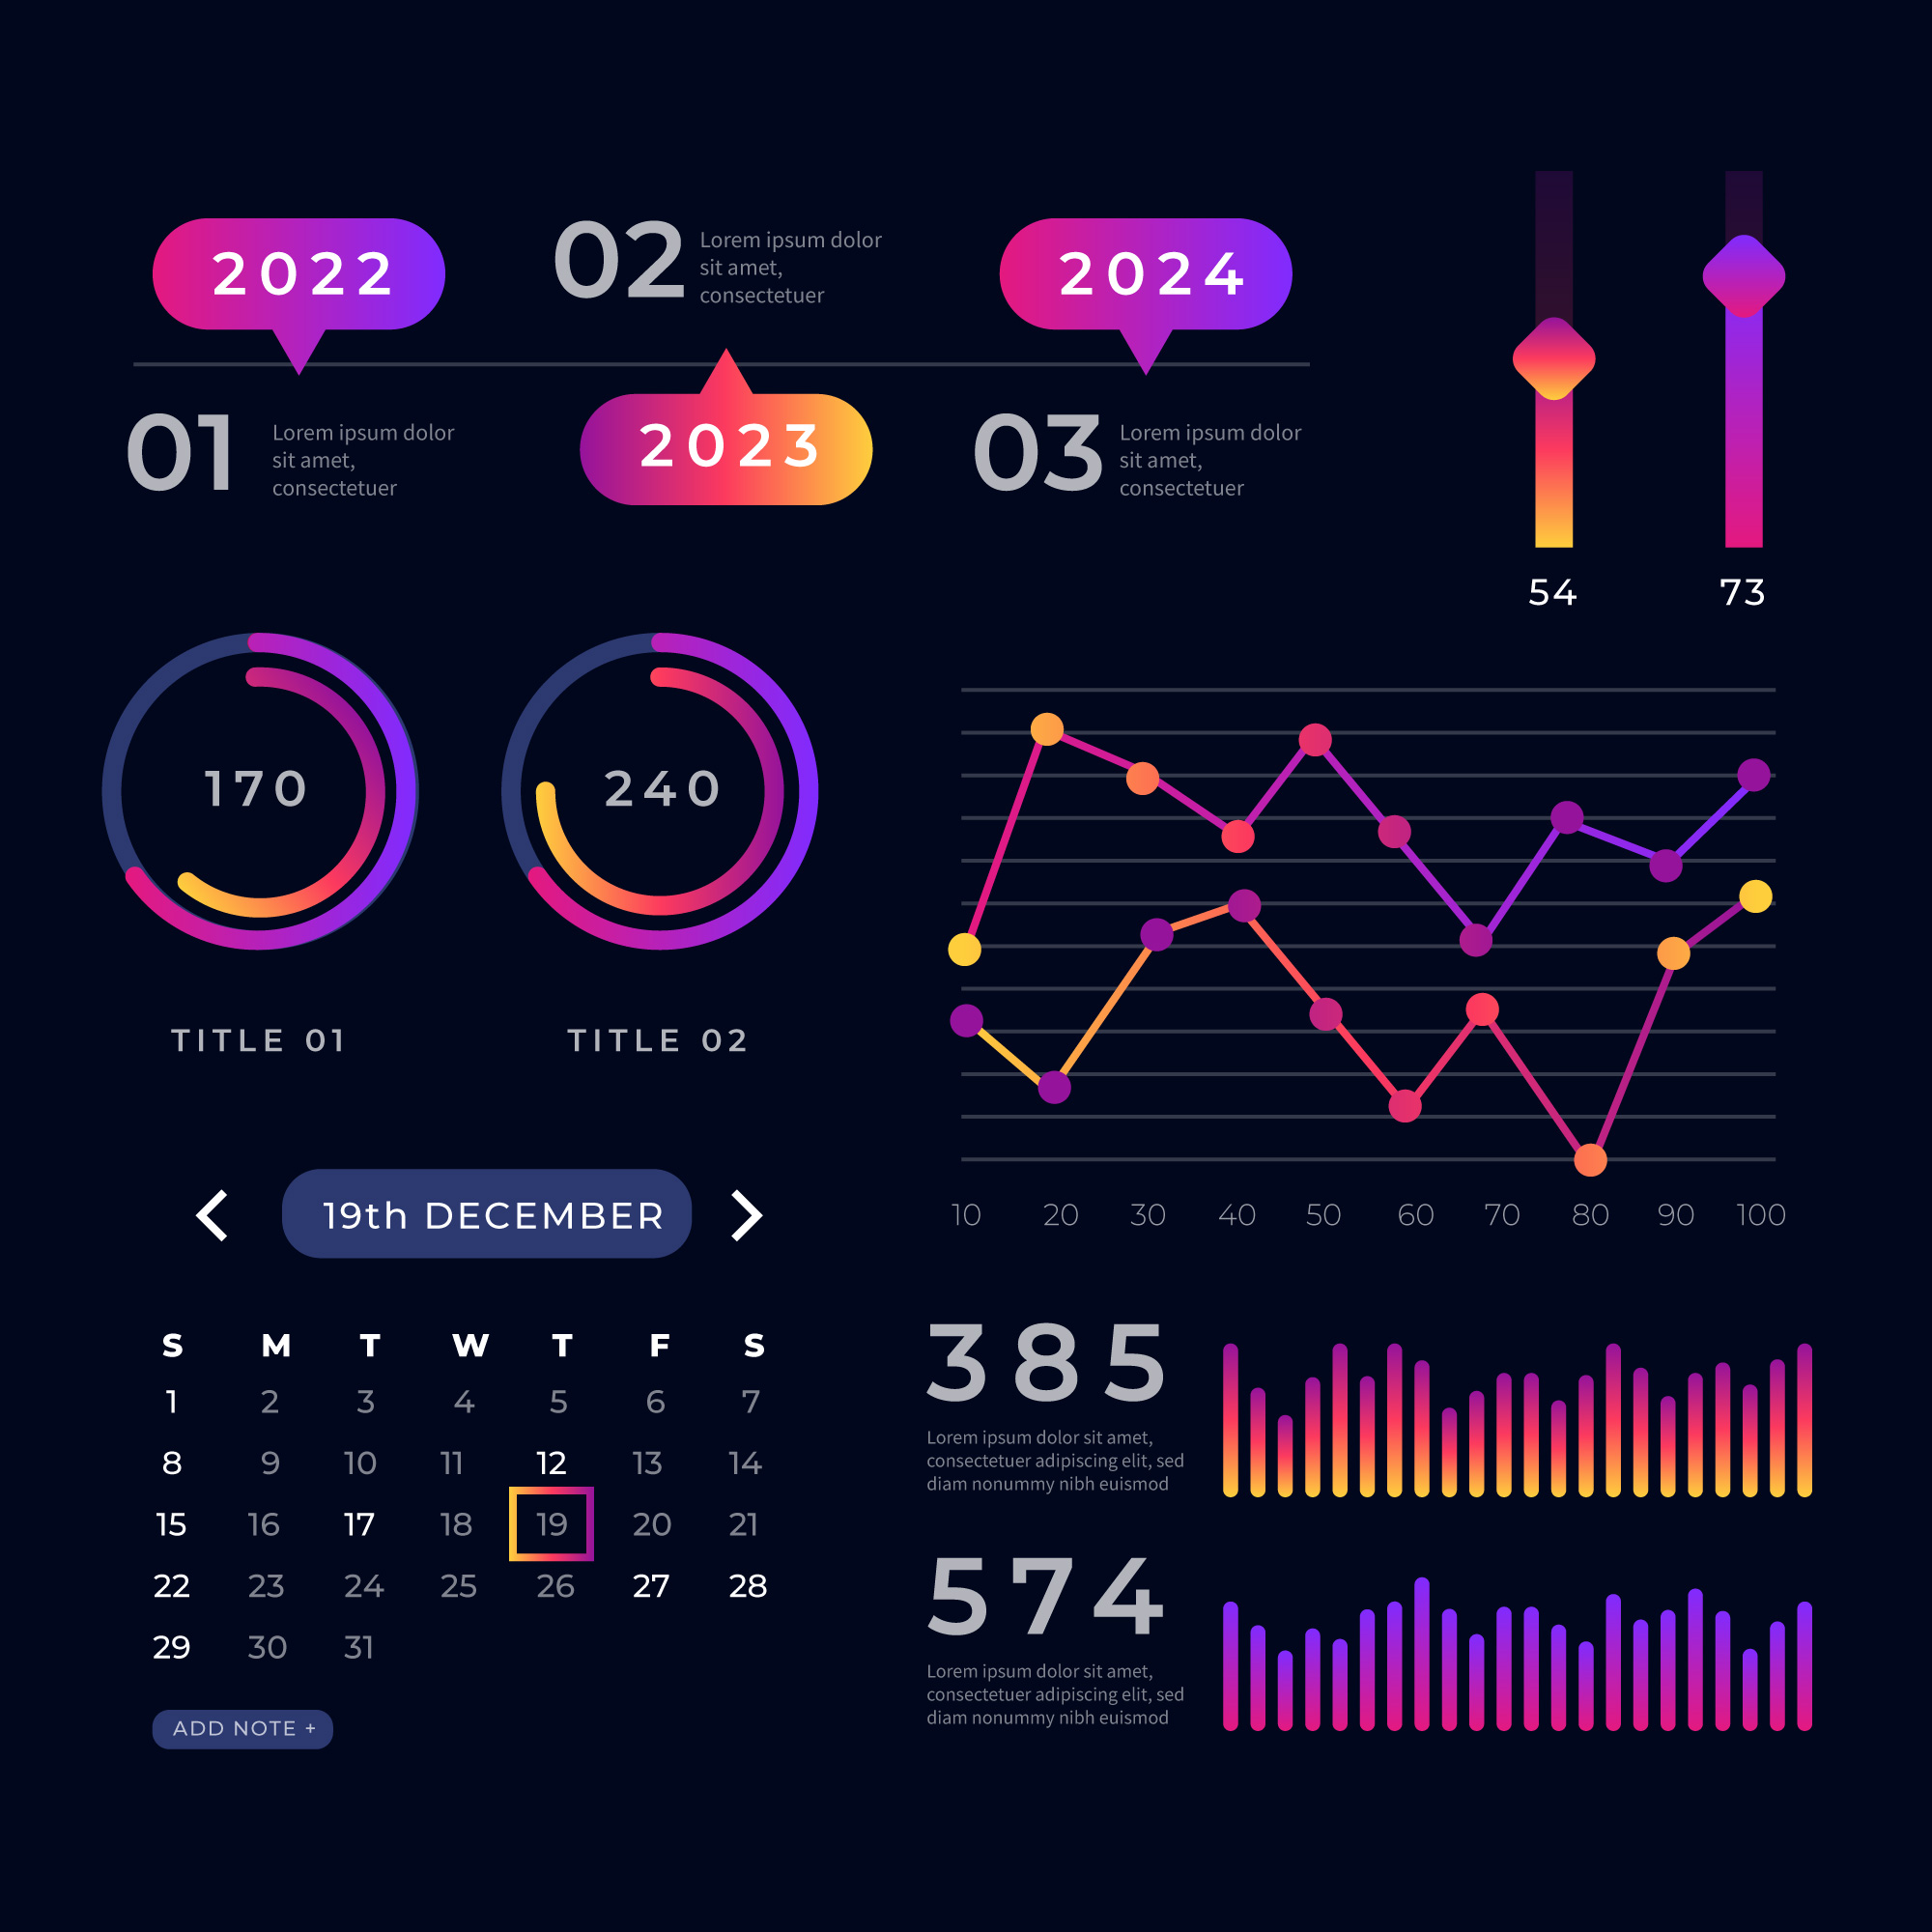 2022
02
Lorem ipsum dolor
sit amet,
consectetuer
2024
01
Lorem ipsum dolor
sit amet,
consectetuer
2023
03
Lorem ipsum dolor
sit amet,
consectetuer
54
73
170
240
TITLE 01
TITLE 02
10 20 30 40 50 60 70 80 90 100
19th DECEMBER
S M T W T F S
1 2 3 4 5 6 7
8 9 10 11 12 13 14
15 16 17 18 19 20 21
22 23 24 25 26 27 28
29 30 31
ADD NOTE +
385
Lorem ipsum dolor sit amet,
consectetuer adipiscing elit, sed
diam nonummy nibh euismod
574
Lorem ipsum dolor sit amet,
consectetuer adipiscing elit, sed
diam nonummy nibh euismod